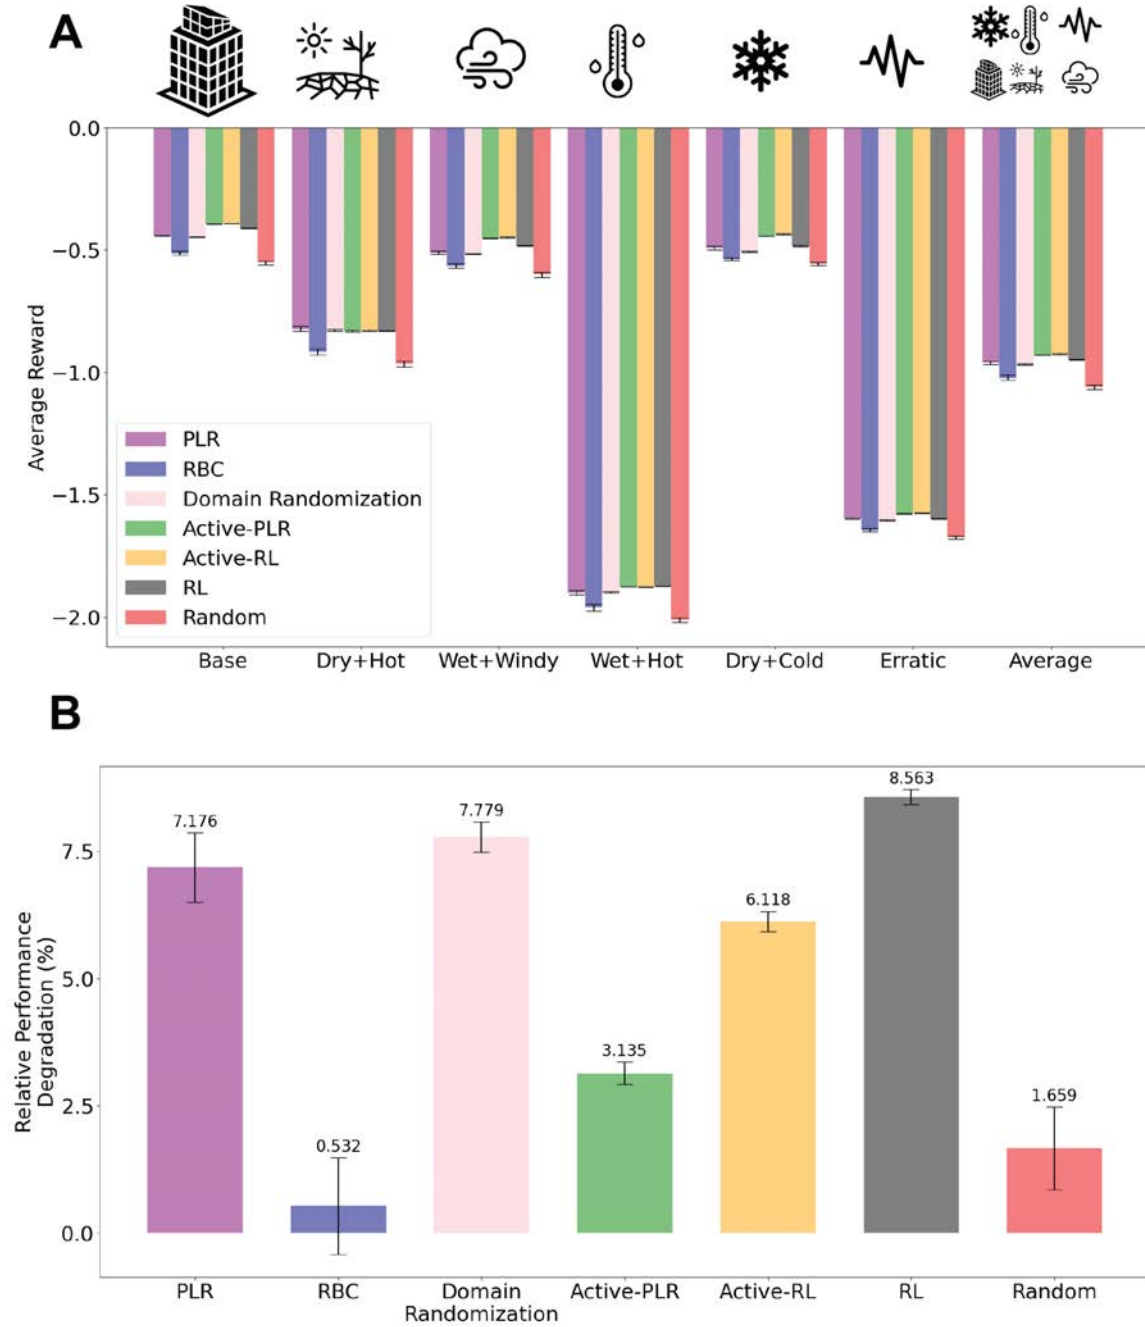 A
0.0
−0.5
−1.0
−1.5
−2.0
Average Reward
PLR
RBC
Domain Randomization
Active-PLR
Active-RL
RL
Random
Base
Dry+Hot
Wet+Windy
Wet+Hot
Dry+Cold
Erratic
Average
B
7.5
5.0
2.5
0.0
Relative Performance
Degradation (%)
7.176
0.532
7.779
3.135
6.118
8.563
1.659
PLR
RBC
Domain
Randomization
Active-PLR
Active-RL
RL
Random